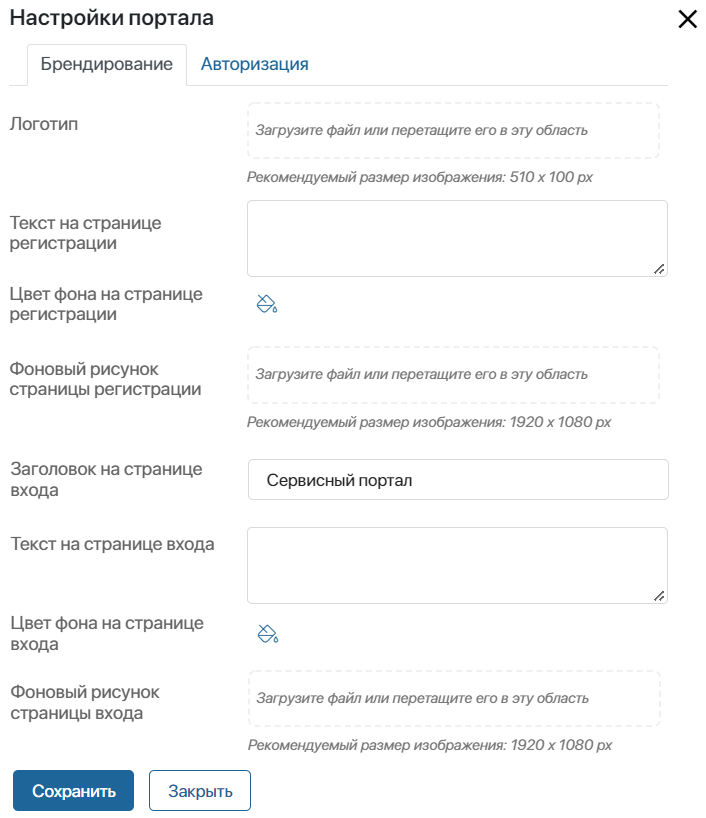 Настройки портала
Брендирование
Авторизация
Логотип
Загрузите файл или перетащите его в эту область
Рекомендуемый размер изображения: 510 x 100 px
Текст на странице
регистрации
Цвет фона на странице
регистрации
Фоновый рисунок
страницы регистрации
Загрузите файл или перетащите его в эту область
Рекомендуемый размер изображения: 1920 x 1080 px
Заголовок на странице
входа
Сервисный портал
Текст на странице входа
Цвет фона на странице
входа
Фоновый рисунок
страницы входа
Загрузите файл или перетащите его в эту область
Рекомендуемый размер изображения: 1920 x 1080 px
Сохранить
Закрыть